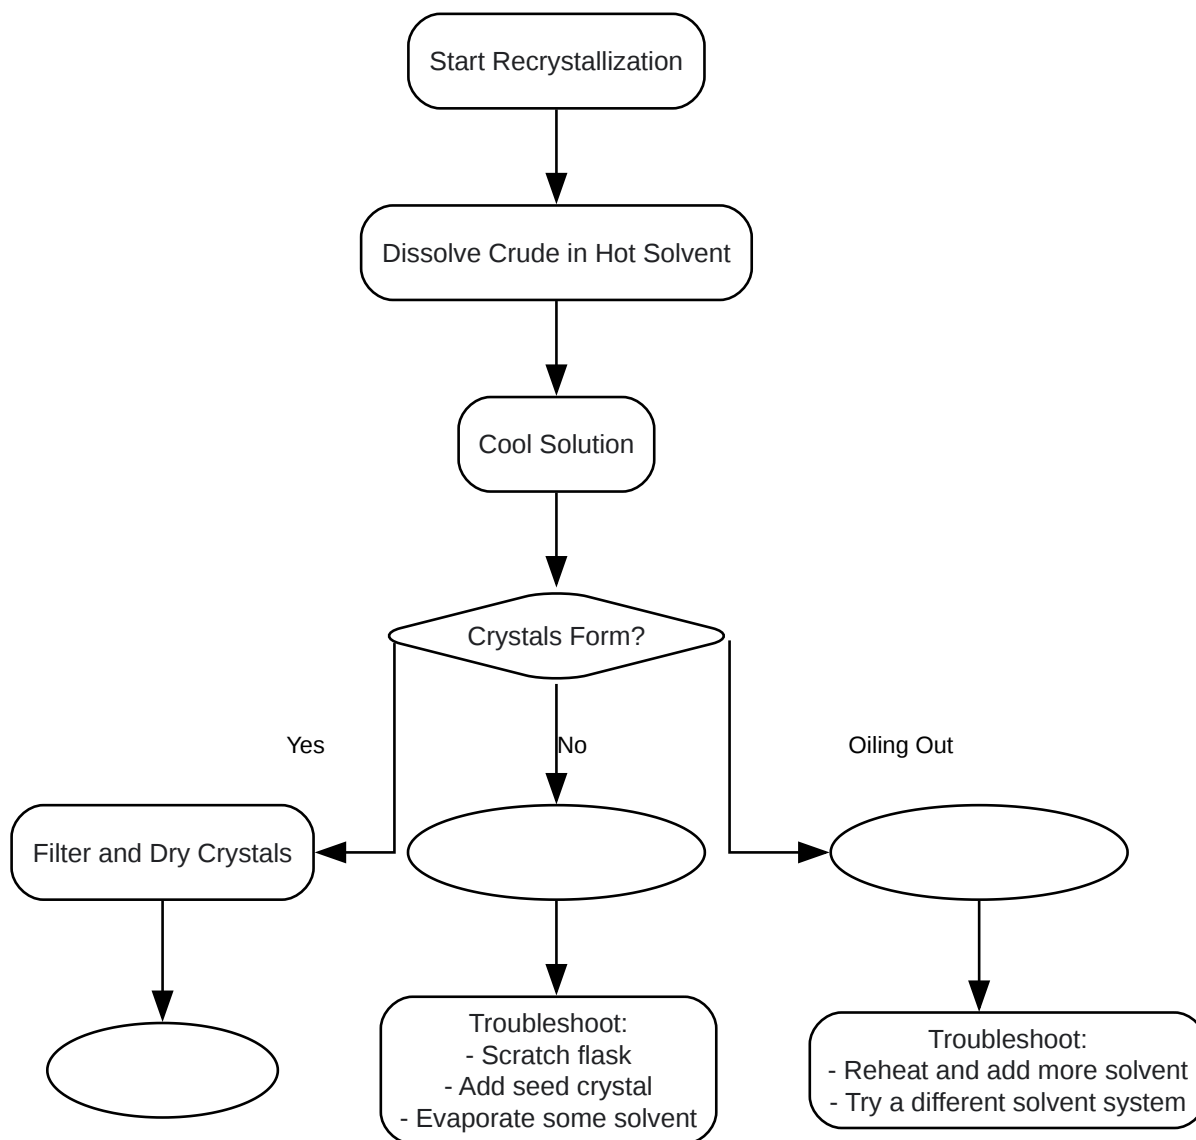 Start Recrystallization
Dissolve Crude in Hot Solvent
Cool Solution
Crystals Form?
Yes
No
Oiling Out
Filter and Dry Crystals
Troubleshoot:
- Scratch flask
- Add seed crystal
- Evaporate some solvent
Troubleshoot:
- Reheat and add more solvent
- Try a different solvent system